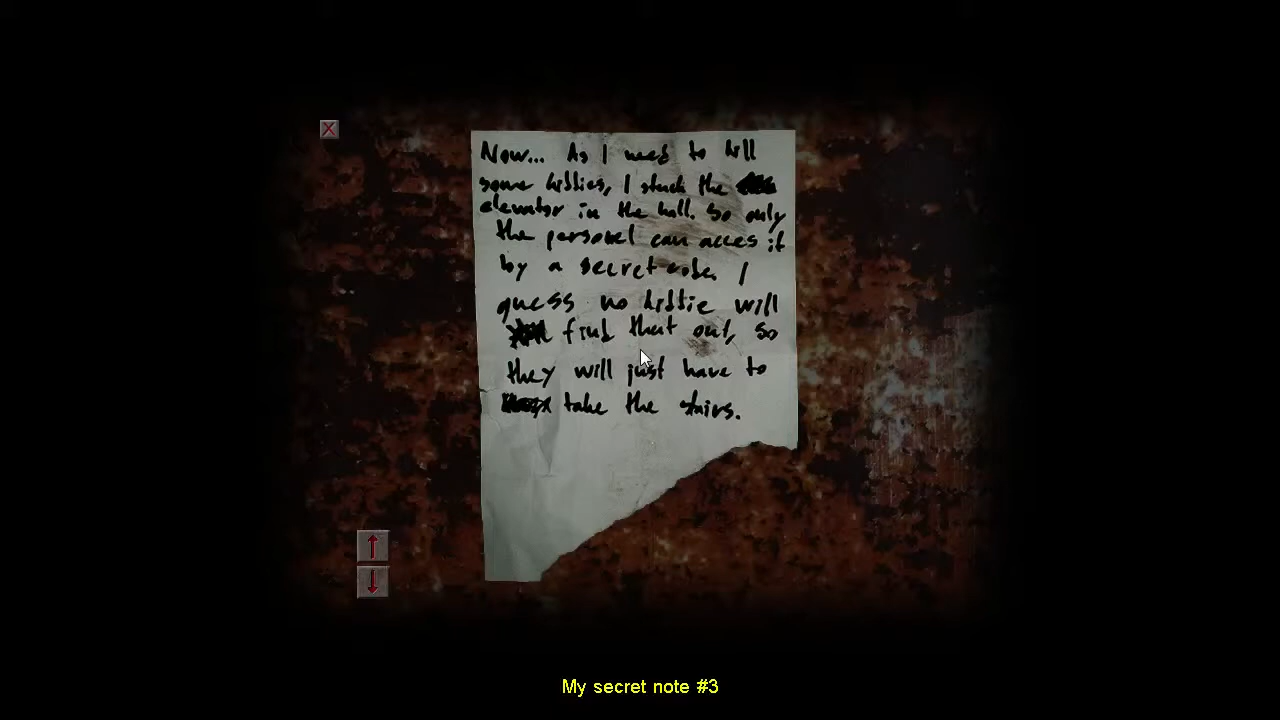 Now... As I need to kill
some kiddies, I stuck the
elevator in the hall. So only
the personel can acces it
by a secret code. I
guess no kiddie will
find that out, so
they will just have to
take the stairs.
My secret note #3